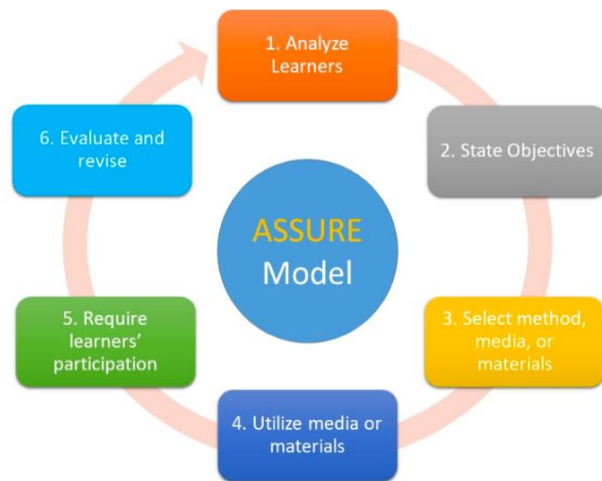 1. Analyze
Learners
2. State Objectives
3. Select method,
media, or
materials
4. Utilize media or
materials
5. Require
learners'
participation
6. Evaluate and
revise
ASSURE
Model